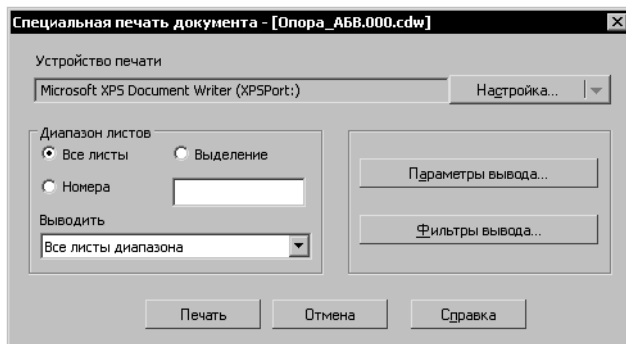 Специальная печать документа - [Опора_АБВ.000.cdw]
Устройство печати
Microsoft XPS Document Writer (XPSPort:)
Настройка...
Диапазон листов
Все листы
Выделение
Номера
Параметры вывода...
Выводить
Все листы диапазона
Фильтры вывода...
Печать
Отмена
Справка